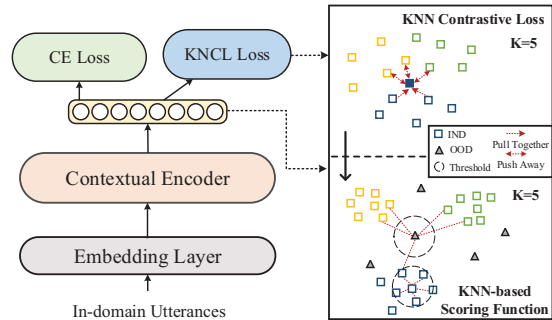 CE Loss
KNCL Loss
Contextual Encoder
Embedding Layer
In-domain Utterances
KNN Contrastive Loss
K=5
IND
OOD
Threshold
Pull Together
Push Away
K=5
KNN-based
Scoring Function